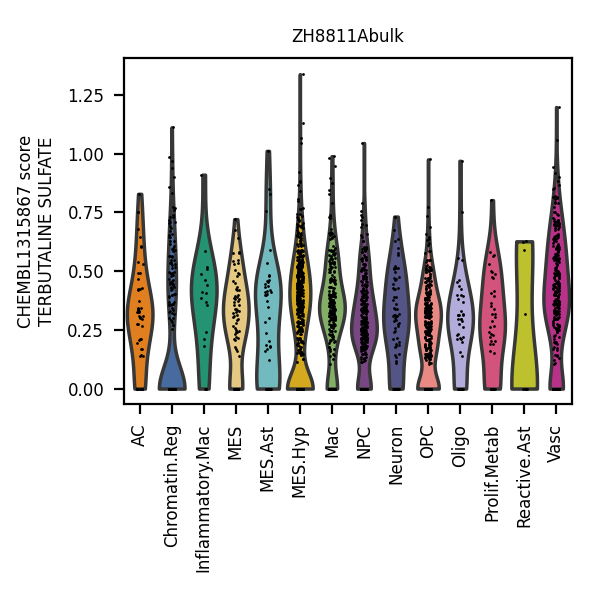 ZH8811Abulk
CHEMBL1315867 score
TERBUTALINE SULFATE
1.25
1.00
0.75
0.50
0.25
0.00
AC
Chromatin.Reg
Inflammatory.Mac
MES
MES.Ast
MES.Hyp
Mac
NPC
Neuron
OPC
Oligo
Prolif.Metab
Reactive.Ast
Vasc